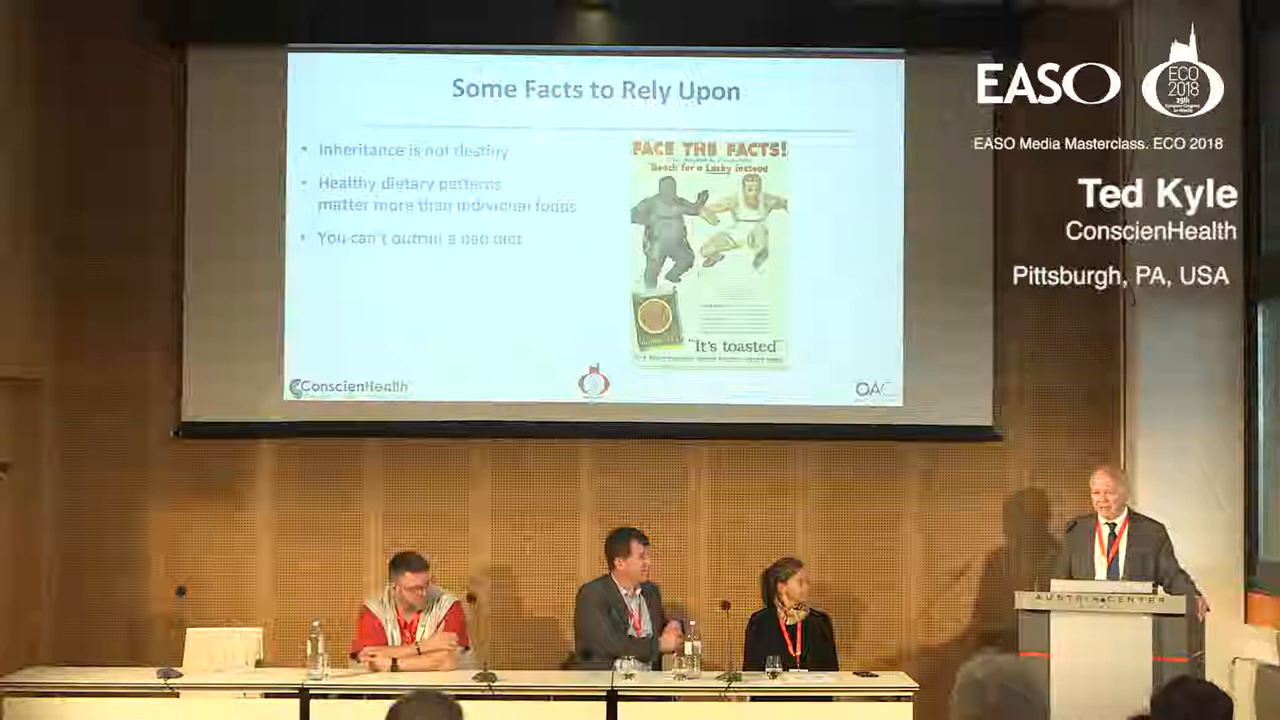 Some Facts to Rely Upon
• Inheritance is not destiny
• Healthy dietary patterns
matter more than individual foods
• You can't outrun a bad diet
FACE THE FACTS!
"Reach for a Lucky instead
"It's toasted"
ConscienHealth
OAC
EASO
ECO
2018
25th
EASO Media Masterclass. ECO 2018
Ted Kyle
ConscienHealth
Pittsburgh, PA, USA
AUSTRIA CENTER